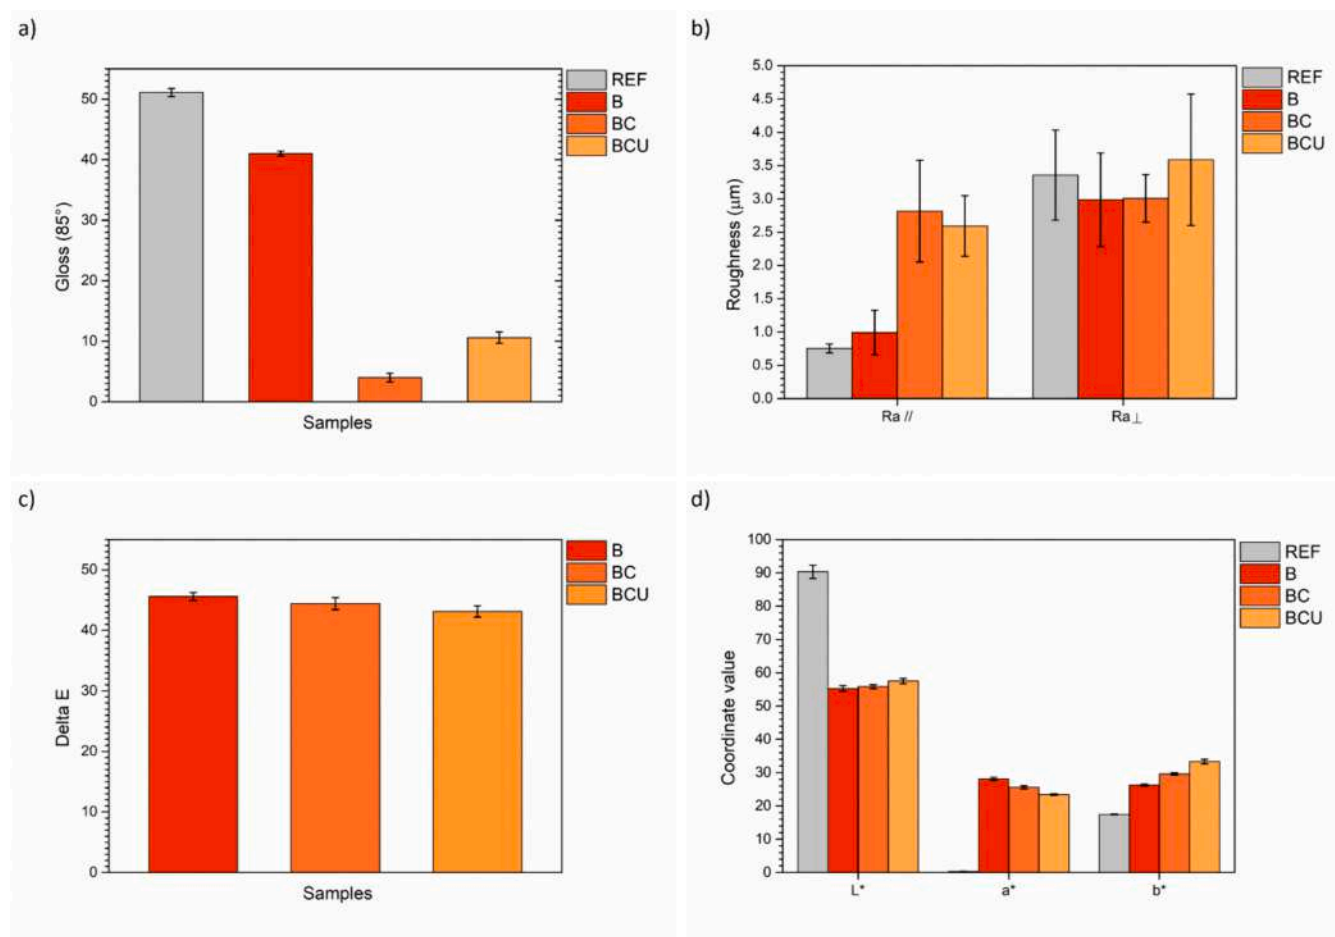 a)
50
40
30
20
10
0
Gloss (85°)
Samples
REF
B
BC
BCU
b)
5.0
4.5
4.0
3.5
3.0
2.5
2.0
1.5
1.0
0.5
0.0
Roughness (μm)
Ra //
Ra⊥
REF
B
BC
BCU
c)
50
40
30
20
10
0
Delta E
Samples
B
BC
BCU
d)
100
90
80
70
60
50
40
30
20
10
0
Coordinate value
L*
a*
b*
REF
B
BC
BCU